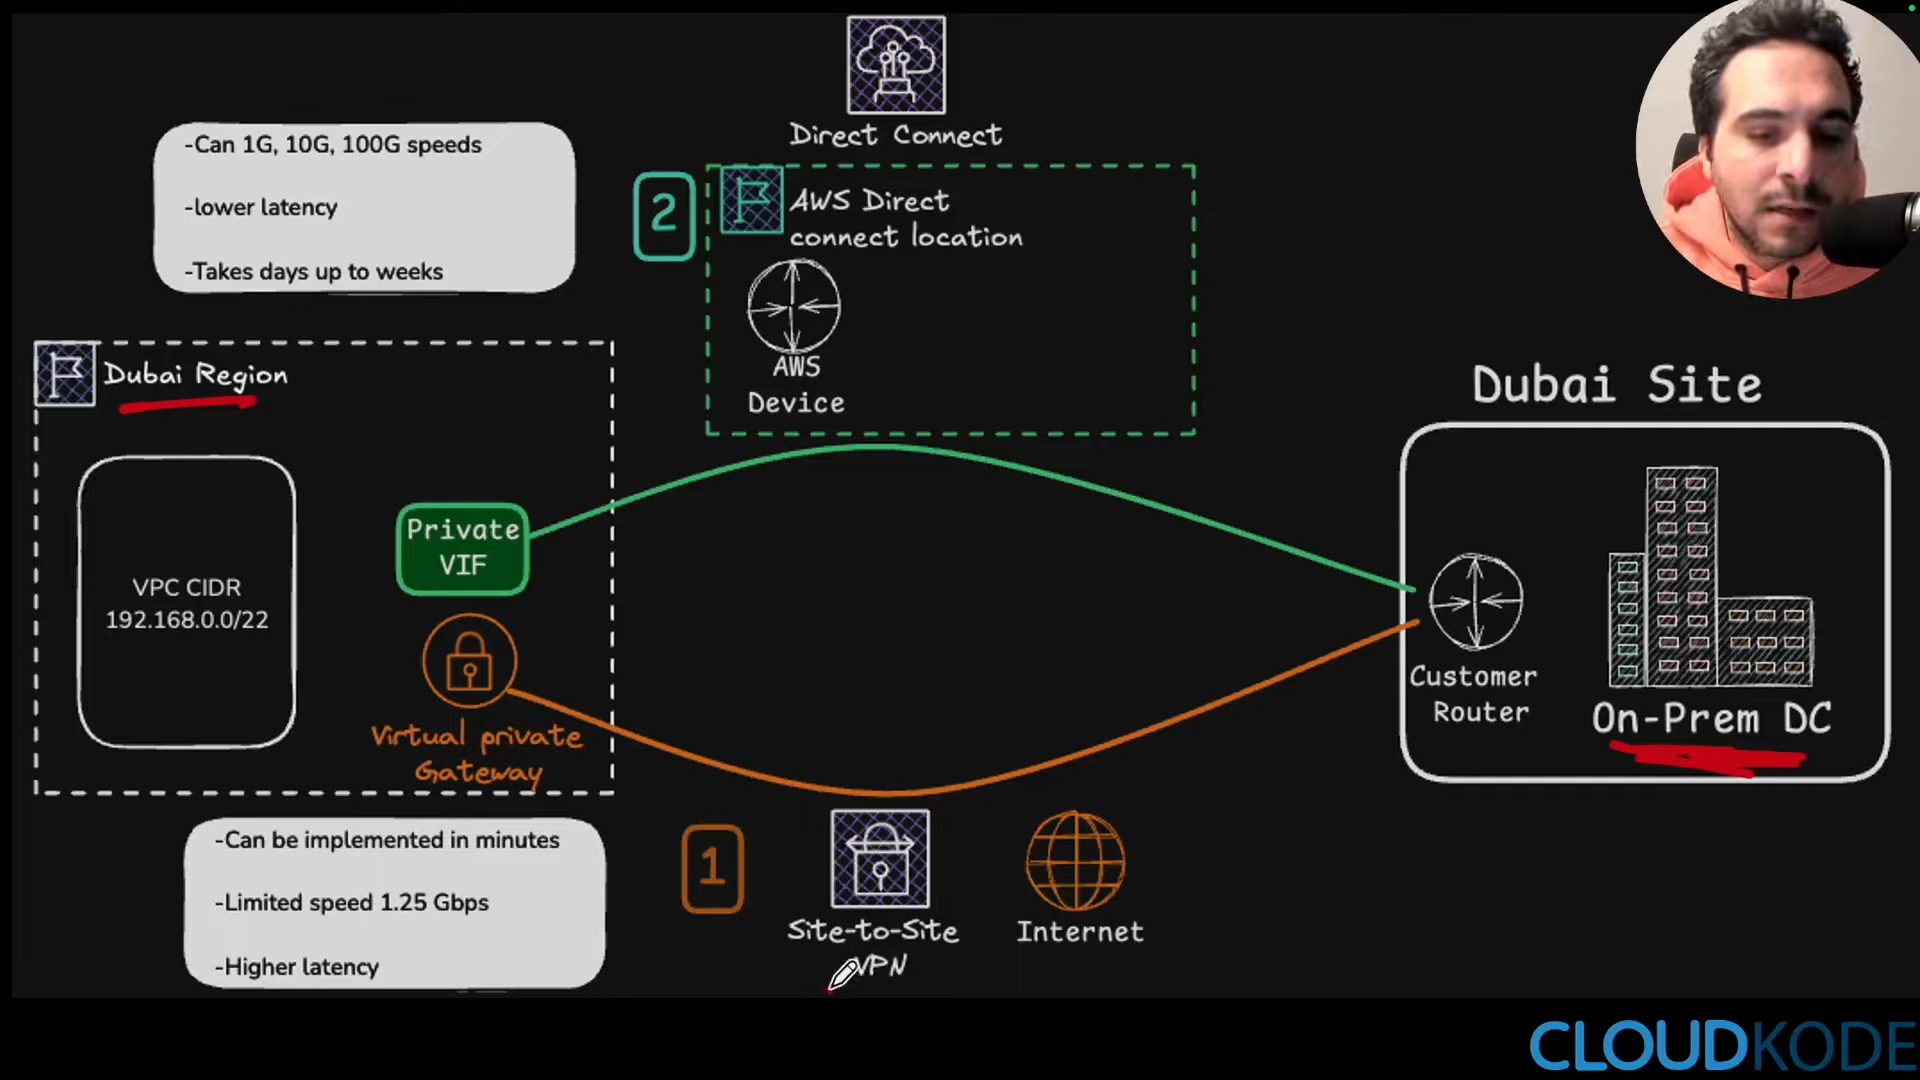 Direct Connect
-Can 1G, 10G, 100G speeds
-lower latency
-Takes days up to weeks
2
AWS Direct
connect location
AWS
Device
Dubai Region
VPC CIDR
192.168.0.0/22
Private
VIF
Virtual private
Gateway
Dubai Site
Customer
Router
On-Prem DC
-Can be implemented in minutes
-Limited speed 1.25 Gbps
-Higher latency
1
Site-to-Site
VPN
Internet
CLOUDKODE